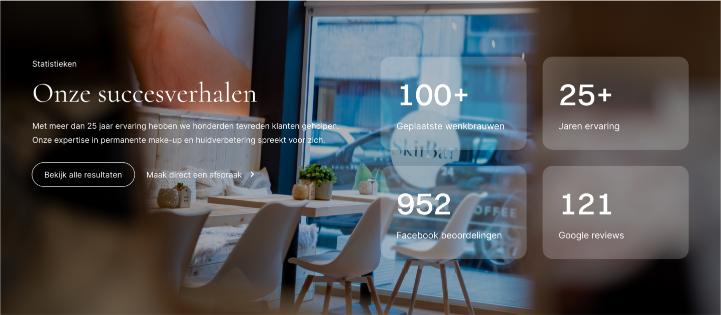 Statistieken
Onze succesverhalen
Met meer dan 25 jaar ervaring hebben we honderden tevreden klanten geholpen.
Onze expertise in permanente make-up en huidverbetering spreekt voor zich.
Bekijk alle resultaten
Maak direct een afspraak
100+
Geplaatste wenkbrauwen
25+
Jaren ervaring
952
Facebook beoordelingen
121
Google reviews